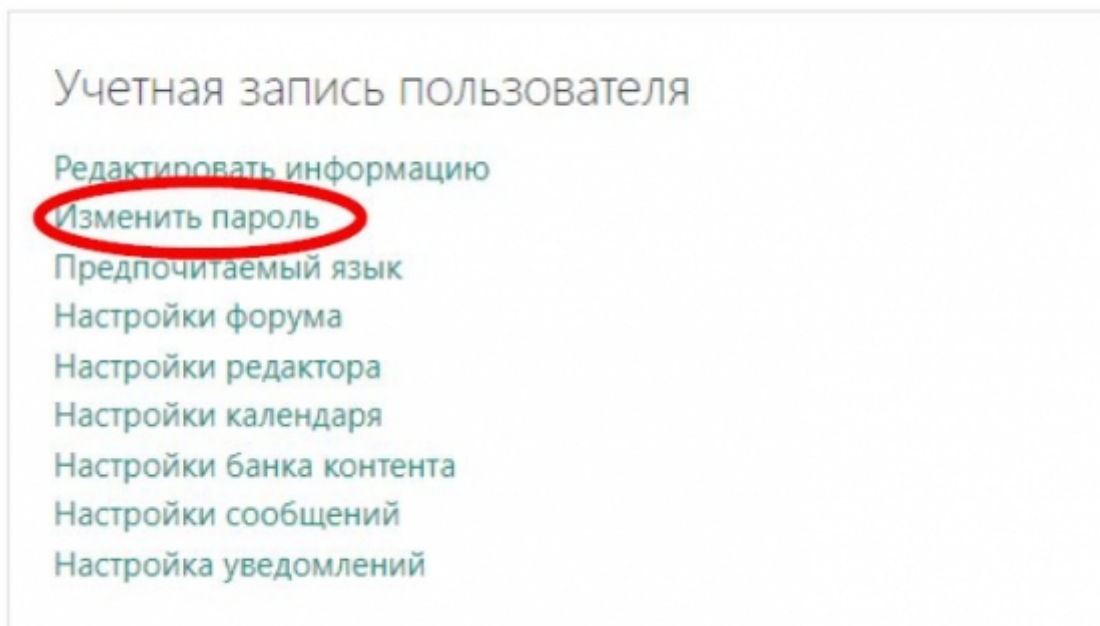 Учетная запись пользователя
Редактировать информацию
Изменить пароль
Предпочитаемый язык
Настройки форума
Настройки редактора
Настройки календаря
Настройки банка контента
Настройки сообщений
Настройка уведомлений